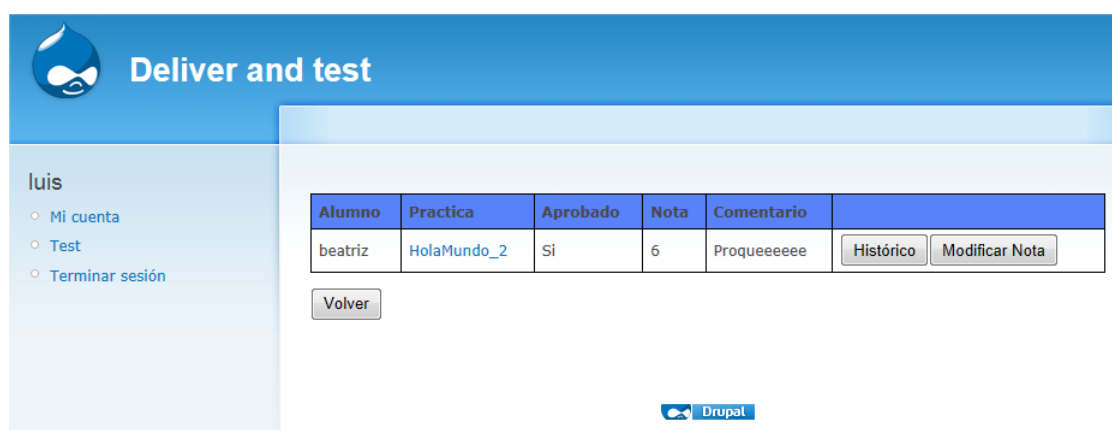 Deliver and test
luis
Mi cuenta
Test
Terminar sesión
Alumno Practica Aprobado Nota Comentario
beatriz HolaMundo_2 Si 6 Proqueeeeee Histórico Modificar Nota
Volver
Drupal